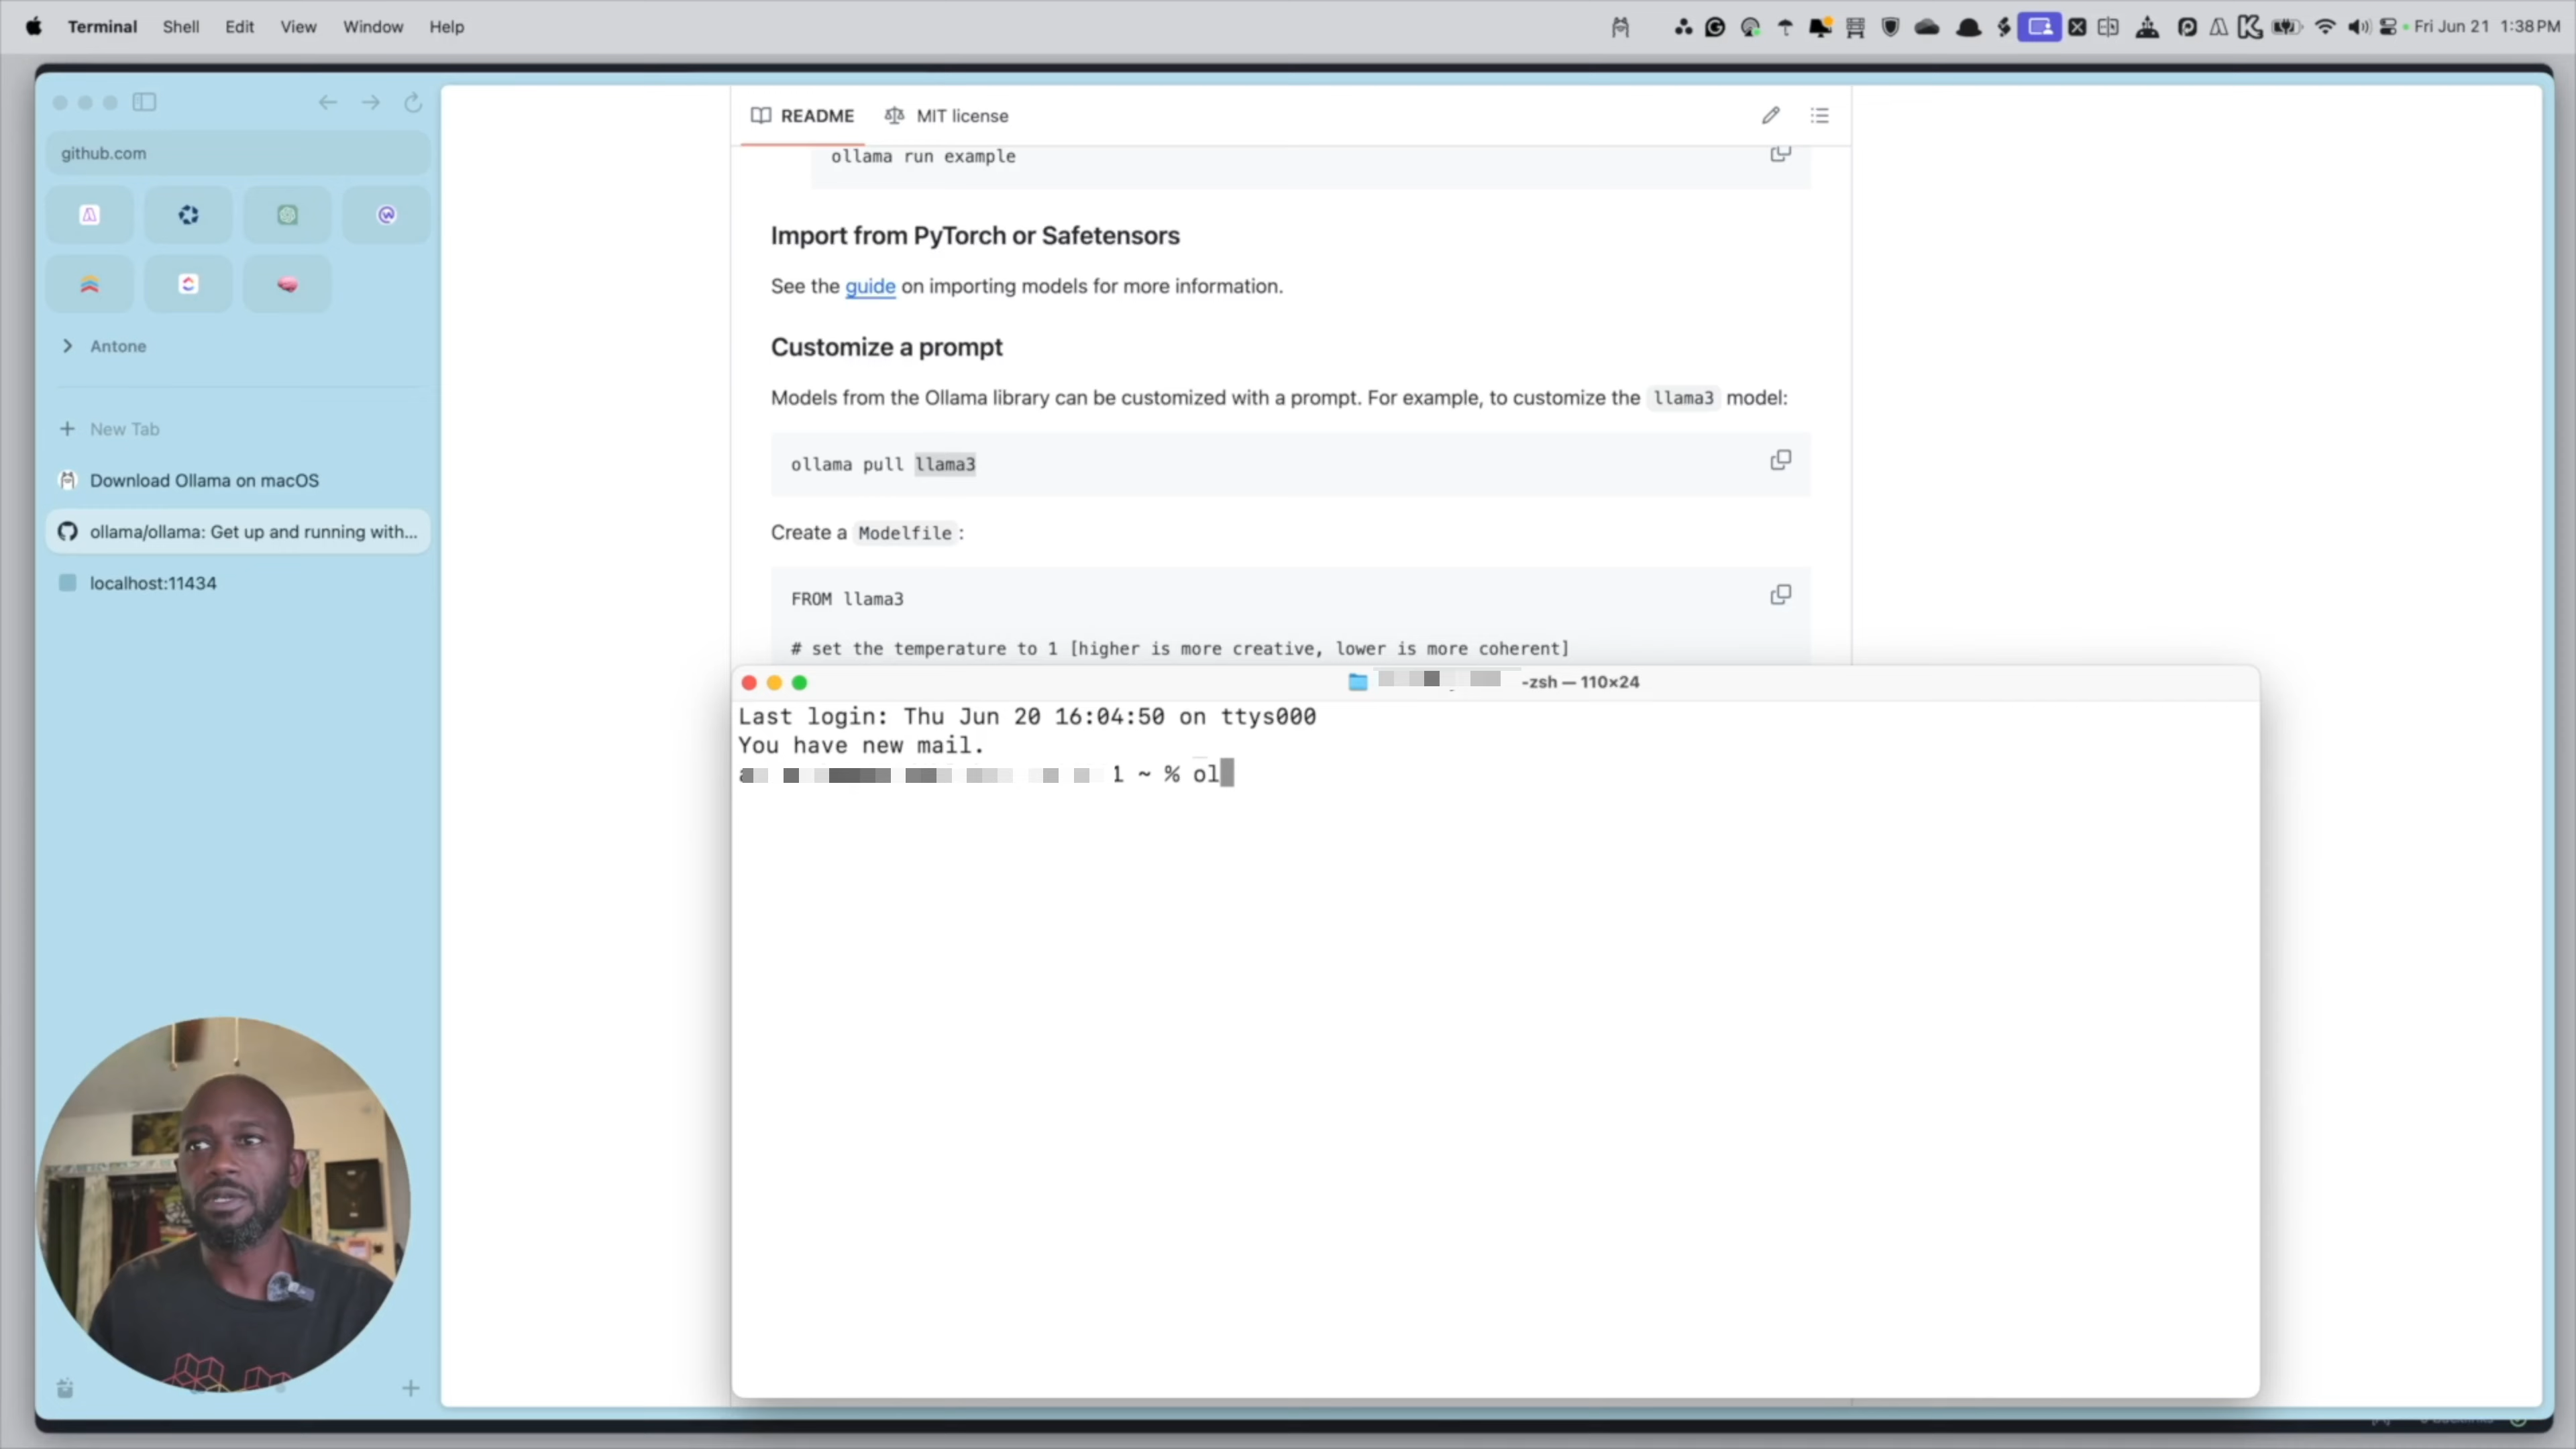 Terminal Shell Edit View Window Help Fri Jun 21 1:38 PM
github.com
Antone
New Tab
Download Ollama on macOS
ollama/ollama: Get up and running with...
localhost:11434
README MIT license
ollama run example
Import from PyTorch or Safetensors
See the guide on importing models for more information.
Customize a prompt
Models from the Ollama library can be customized with a prompt. For example, to customize the llama3 model:
ollama pull llama3
Create a Modelfile:
FROM llama3
# set the temperature to 1 [higher is more creative, lower is more coherent]
-zsh — 110×24
Last login: Thu Jun 20 16:04:50 on ttys000
You have new mail.
1 ~ % ol